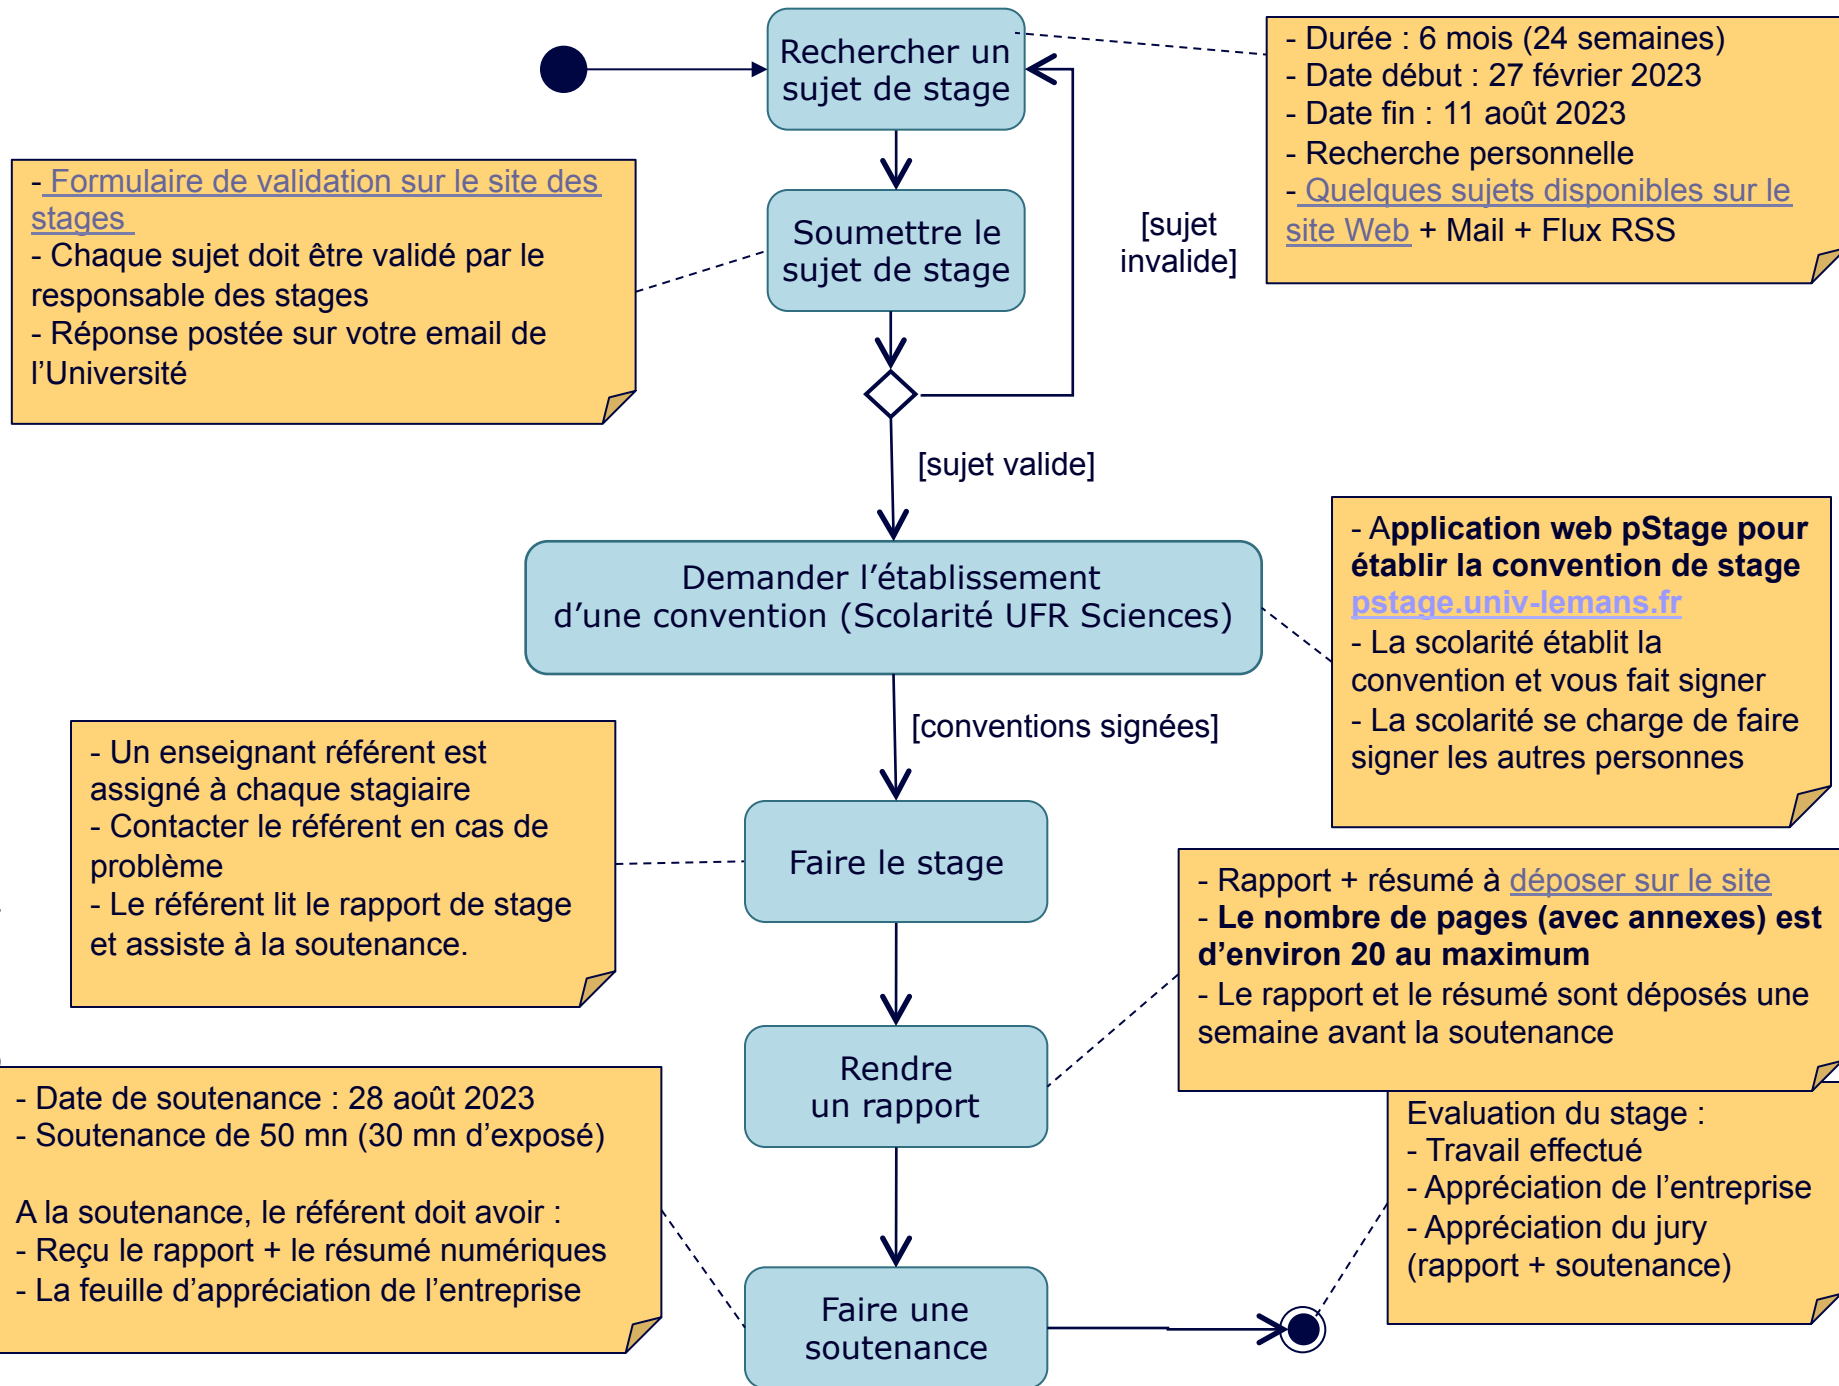 Rechercher un
sujet de stage
- Durée : 6 mois (24 semaines)
- Date début : 27 février 2023
- Date fin : 11 août 2023
- Recherche personnelle
- Quelques sujets disponibles sur le
site Web + Mail + Flux RSS
- Formulaire de validation sur le site des
stages
- Chaque sujet doit être validé par le
responsable des stages
- Réponse postée sur votre email de
l’Université
Soumettre le
sujet de stage
[sujet
invalide]
[sujet valide]
Demander l’établissement
d’une convention (Scolarité UFR Sciences)
- Application web pStage pour
établir la convention de stage
pstage.univ-lemans.fr
- La scolarité établit la
convention et vous fait signer
- La scolarité se charge de faire
signer les autres personnes
[conventions signées]
- Un enseignant référent est
assigné à chaque stagiaire
- Contacter le référent en cas de
problème
- Le référent lit le rapport de stage
et assiste à la soutenance.
Faire le stage
- Rapport + résumé à déposer sur le site
- Le nombre de pages (avec annexes) est
d’environ 20 au maximum
- Le rapport et le résumé sont déposés une
semaine avant la soutenance
Rendre
un rapport
- Date de soutenance : 28 août 2023
- Soutenance de 50 mn (30 mn d’exposé)
A la soutenance, le référent doit avoir :
- Reçu le rapport + le résumé numériques
- La feuille d’appréciation de l’entreprise
Evaluation du stage :
- Travail effectué
- Appréciation de l’entreprise
- Appréciation du jury
(rapport + soutenance)
Faire une
soutenance